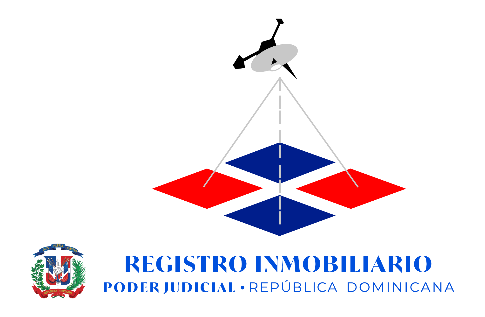 REGISTRO INMOBILIARIO
PODER JUDICIAL • REPÚBLICA DOMINICANA